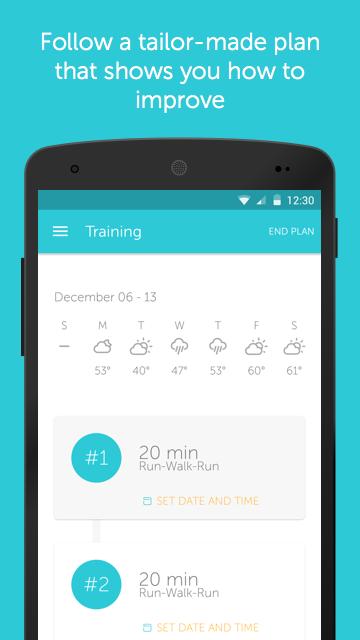 Follow a tailor-made plan
that shows you how to
improve
12:30
Training
END PLAN
December 06 - 13
S M T W T F S
53° 40° 47° 53° 60° 61°
#1
20 min
Run-Walk-Run
SET DATE AND TIME
#2
20 min
Run-Walk-Run
SET DATE AND TIME